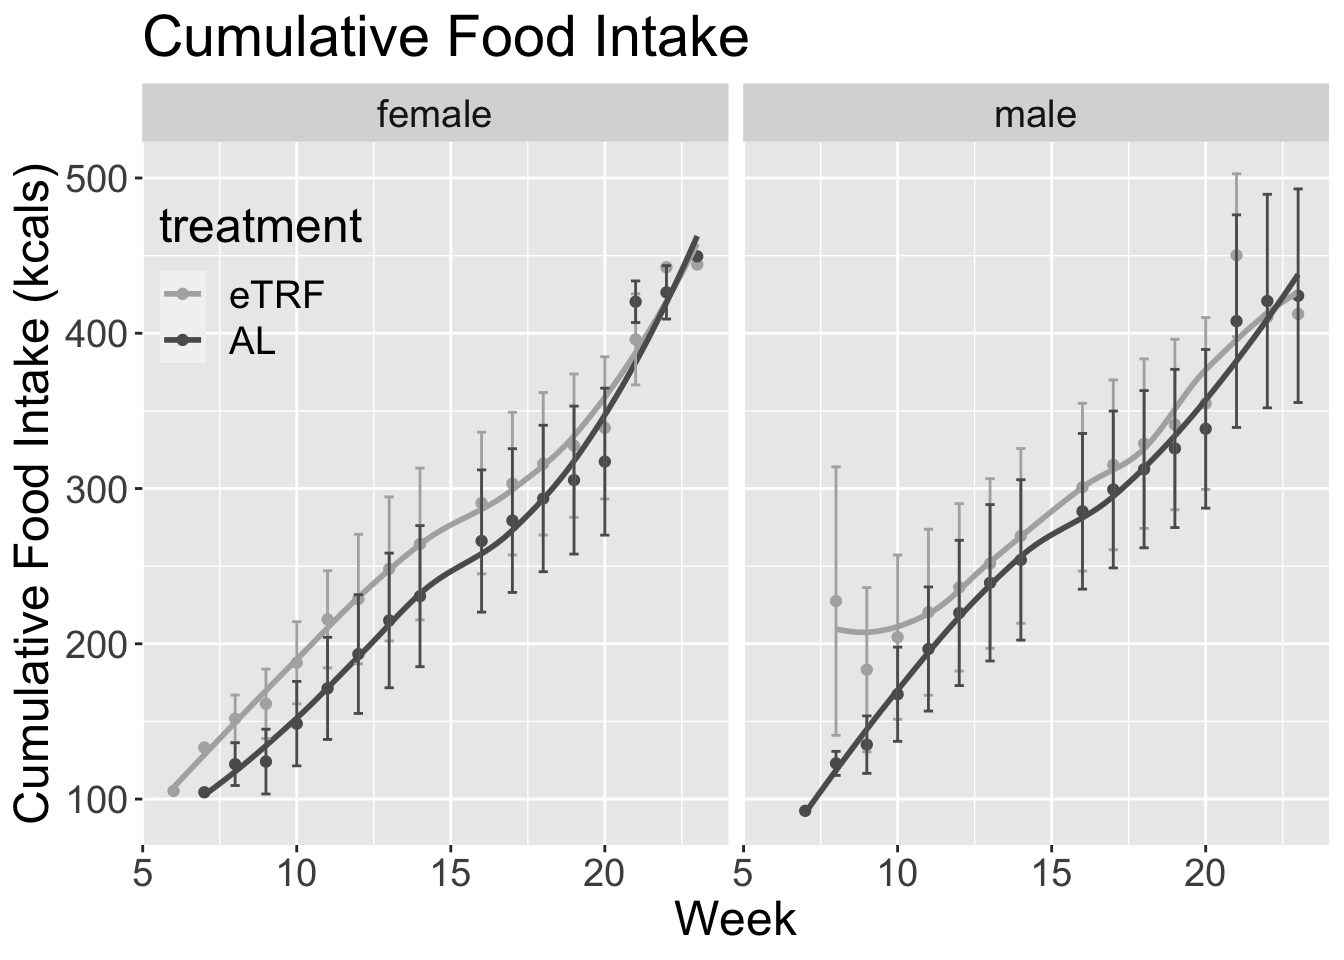 Cumulative Food Intake
female
male
Cumulative Food Intake (kcals)
500
400
300
200
100
treatment
eTRF
AL
5 10 15 20 5 10 15 20
Week